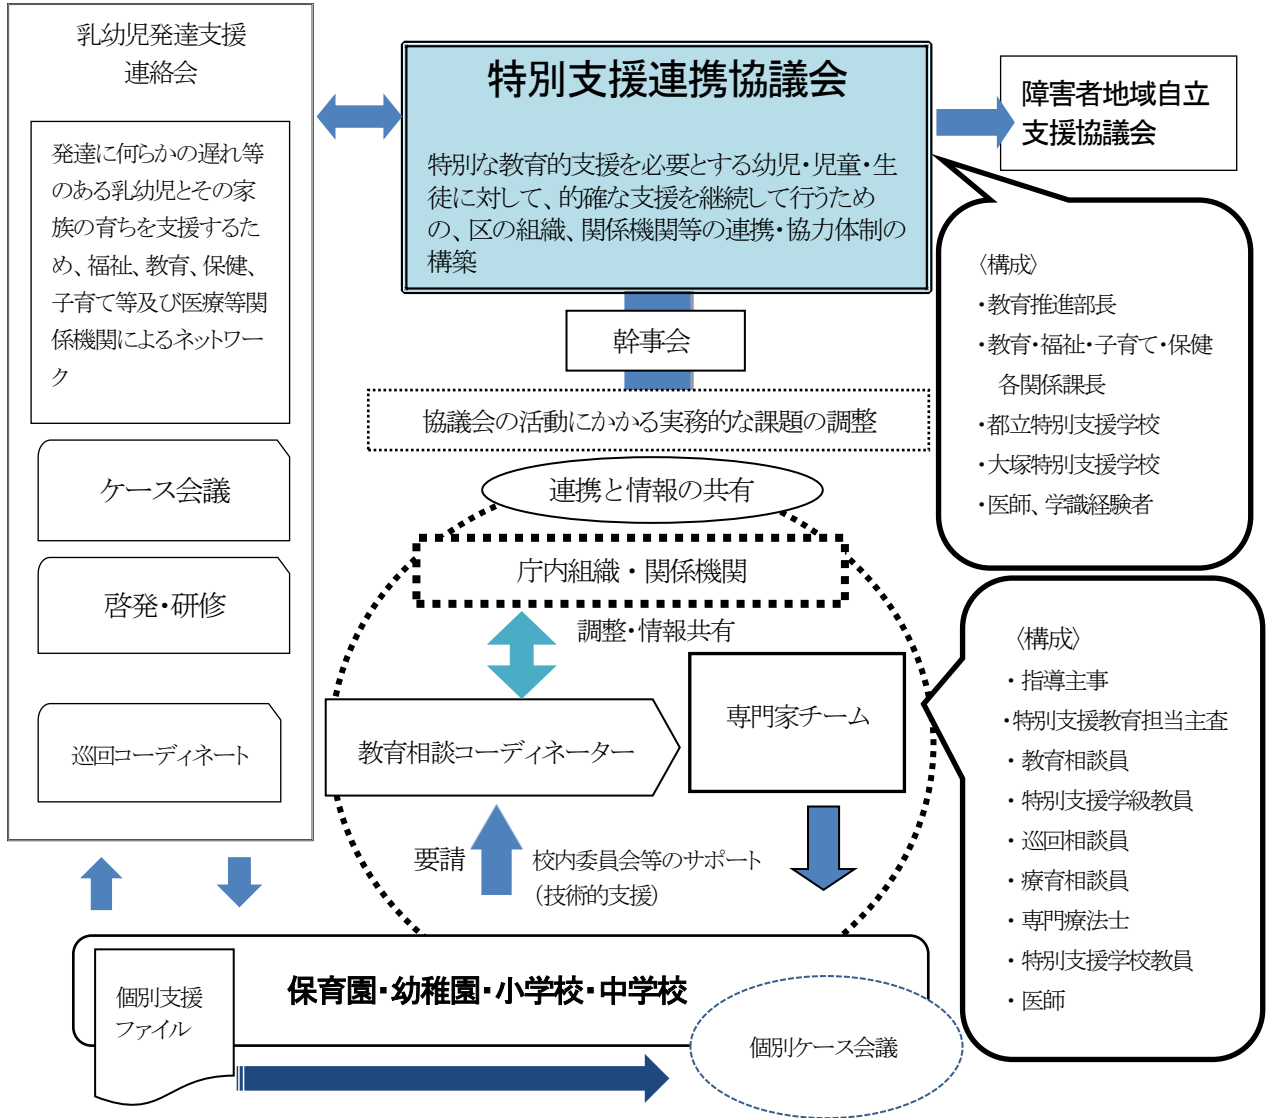 乳幼児発達支援
連絡会
発達に何らかの遅れ等
のある乳幼児とその家
族の育ちを支援するた
め、福祉、教育、保健、
子育て等及び医療等関
係機関によるネットワー
ク
ケース会議
啓発・研修
巡回コーディネート
特別支援連携協議会
特別な教育的支援を必要とする幼児・児童・生
徒に対して、的確な支援を継続して行うため
の、区の組織、関係機関等の連携・協力体制の
構築
障害者地域自立
支援協議会
幹事会
協議会の活動にかかる実務的な課題の調整
連携と情報の共有
庁内組織・関係機関
調整・情報共有
教育相談コーディネーター
専門家チーム
要請
校内委員会等のサポート
(技術的支援)
〈構成〉
・教育推進部長
・教育・福祉・子育て・保健
各関係課長
・都立特別支援学校
・大塚特別支援学校
・医師、学識経験者
〈構成〉
・指導主事
・特別支援教育担当主査
・教育相談員
・特別支援学級教員
・巡回相談員
・療育相談員
・専門療法士
・特別支援学校教員
・医師
保育園・幼稚園・小学校・中学校
個別支援
ファイル
個別ケース会議